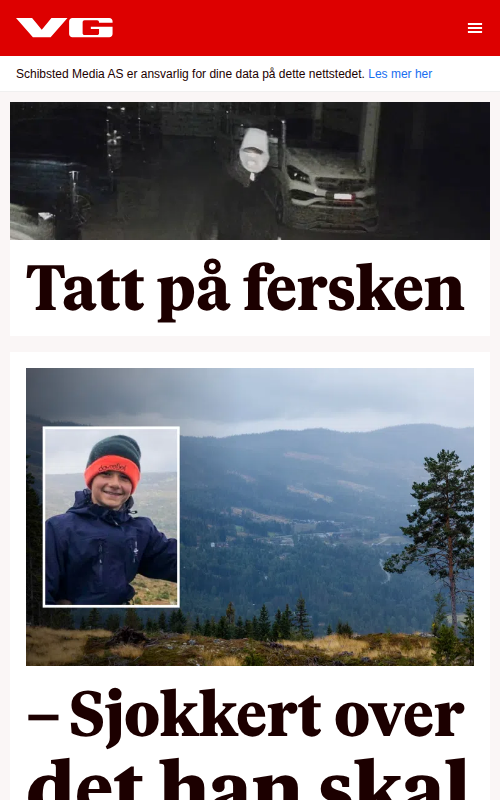 VG
Schibsted Media AS er ansvarlig for dine data på dette nettstedet. Les mer her
Tatt på fersken
– Sjokkert over
det han skal